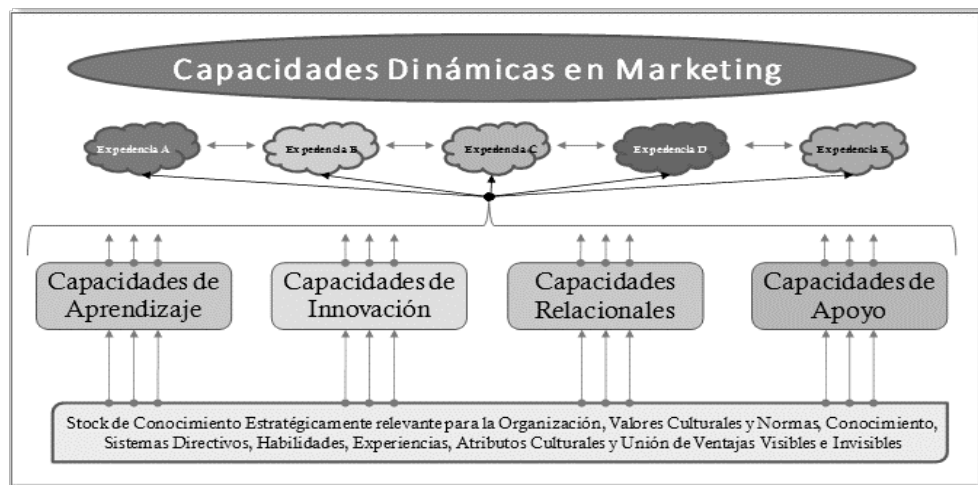 Capacidades Dinámicas en Marketing
Experiencia A
Experiencia B
Experiencia C
Experiencia D
Experiencia E
Capacidades de
Aprendizaje
Capacidades de
Innovación
Capacidades
Relacionales
Capacidades de
Apoyo
Stock de Conocimiento Estratégicamente relevante para la Organización, Valores Culturales y Normas, Conocimiento,
Sistemas Directivos, Habilidades, Experiencias, Atributos Culturales y Unión de Ventajas Visibles e Invisibles